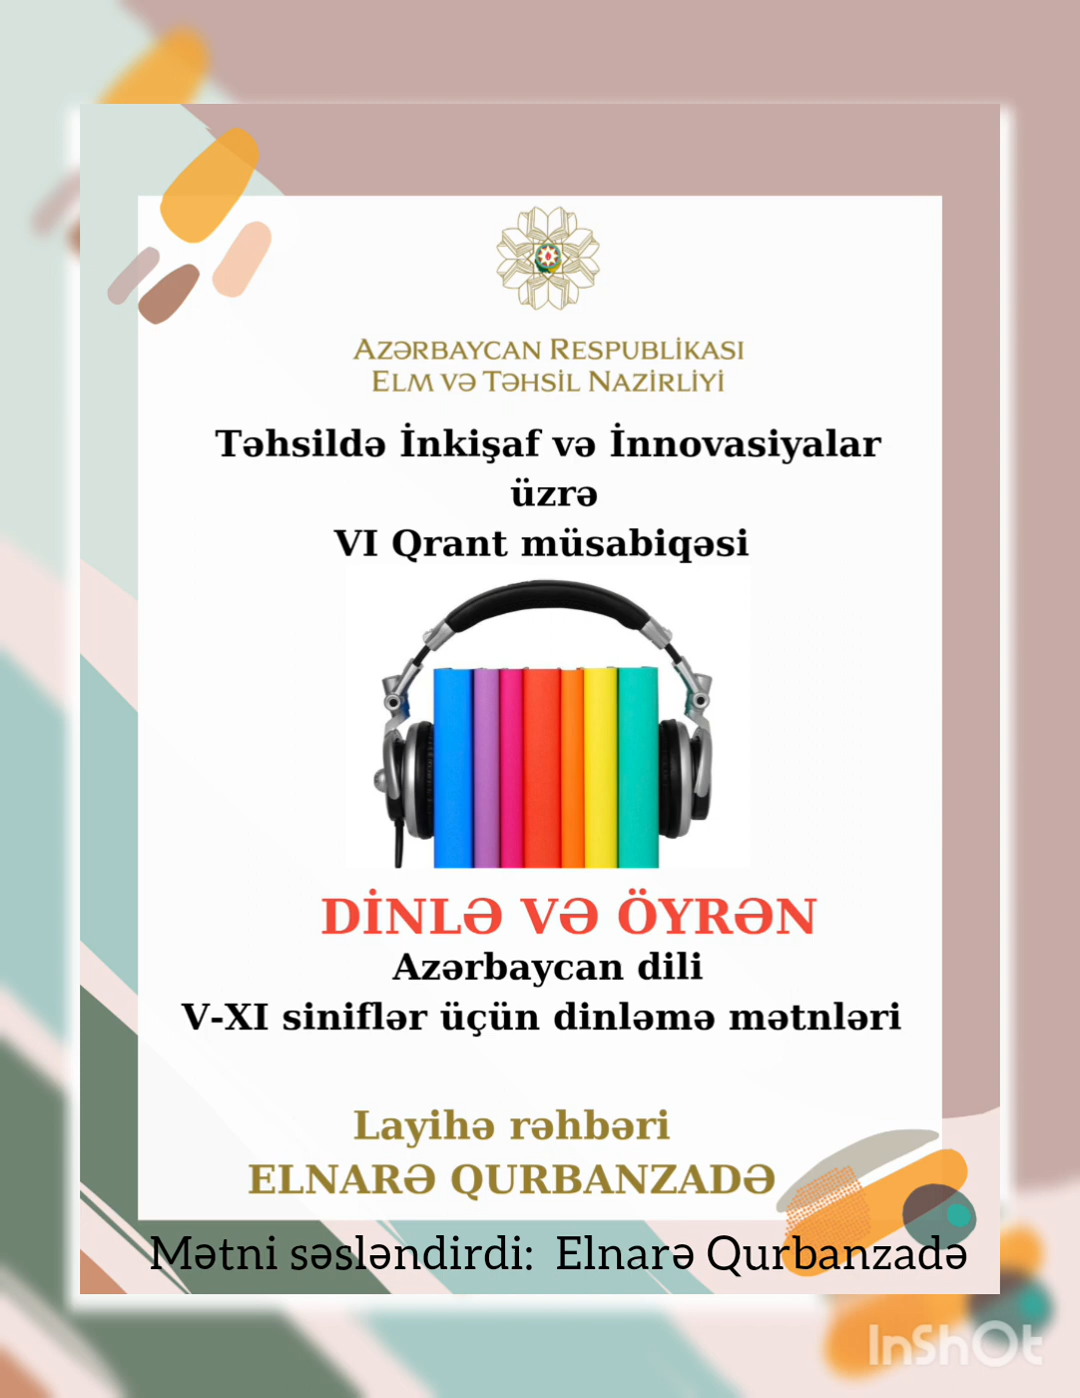 AZƏRBAYCAN RESPUBLİKASI
ELM VƏ TƏHSİL NAZİRLİYİ
Təhsildə İnkişaf və İnnovasiyalar
üzrə
VI Qrant müsabiqəsi
DİNLƏ VƏ ÖYRƏN
Azərbaycan dili
V-XI siniflər üçün dinləmə mətnləri
Layihə rəhbəri
ELNARƏ QURBANZADƏ
Mətni səsləndirdi: Elnarə Qurbanzadə
InShOt